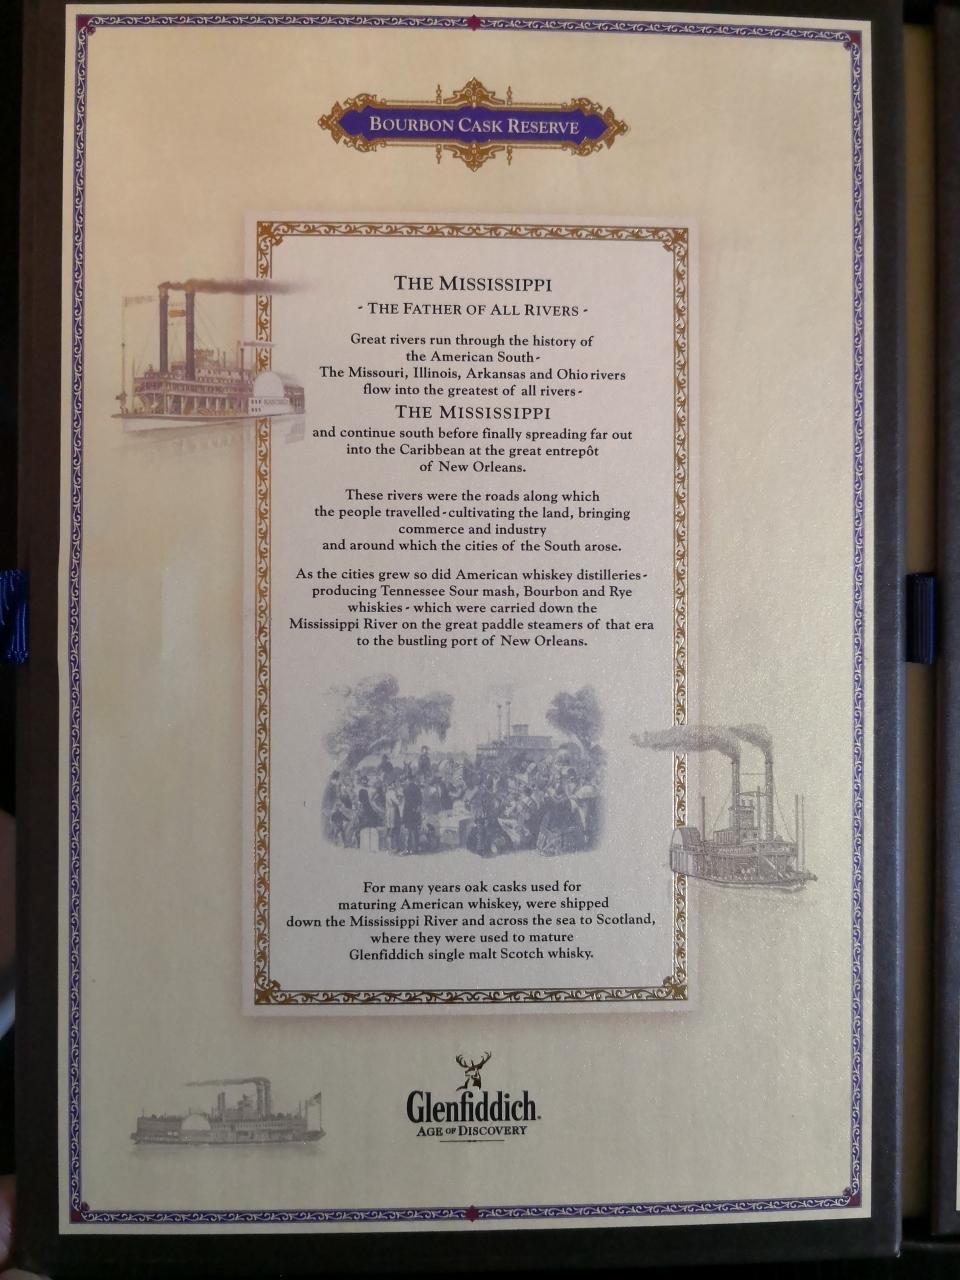 BOURBON CASK RESERVE
THE MISSISSIPPI
- THE FATHER OF ALL RIVERS -
Great rivers run through the history of
the American South-
The Missouri, Illinois, Arkansas and Ohio rivers
flow into the greatest of all rivers-
THE MISSISSIPPI
and continue south before finally spreading far out
into the Caribbean at the great entrepôt
of New Orleans.
These rivers were the roads along which
the people travelled-cultivating the land, bringing
commerce and industry
and around which the cities of the South arose.
As the cities grew so did American whiskey distilleries-
producing Tennessee Sour mash, Bourbon and Rye
whiskies - which were carried down the
Mississippi River on the great paddle steamers of that era
to the bustling port of New Orleans.
For many years oak casks used for
maturing American whiskey, were shipped
down the Mississippi River and across the sea to Scotland,
where they were used to mature
Glenfiddich single malt Scotch whisky.
Glenfiddich.
AGE OF DISCOVERY